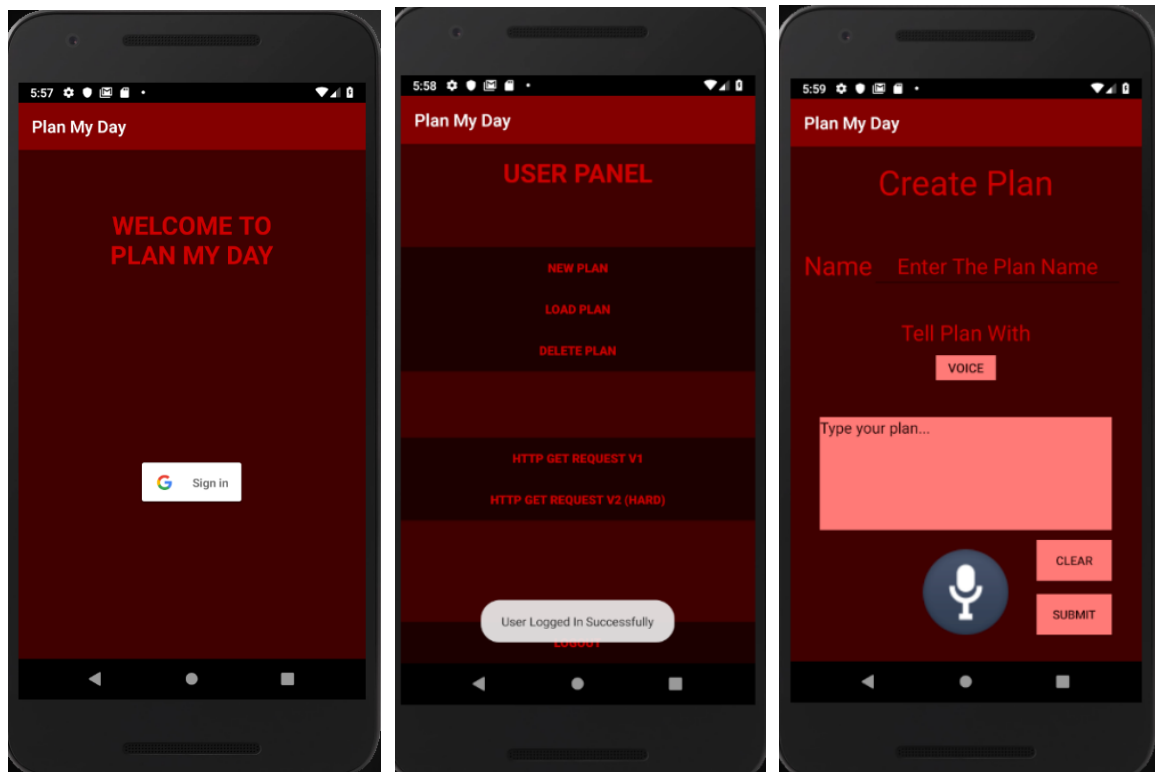 5:57
Plan My Day
WELCOME TO
PLAN MY DAY
Sign in
5:58
Plan My Day
USER PANEL
NEW PLAN
LOAD PLAN
DELETE PLAN
HTTP GET REQUEST V1
HTTP GET REQUEST V2 (HARD)
User Logged In Successfully
LOGOUT
5:59
Plan My Day
Create Plan
Name Enter The Plan Name
Tell Plan With
VOICE
Type your plan...
CLEAR
SUBMIT